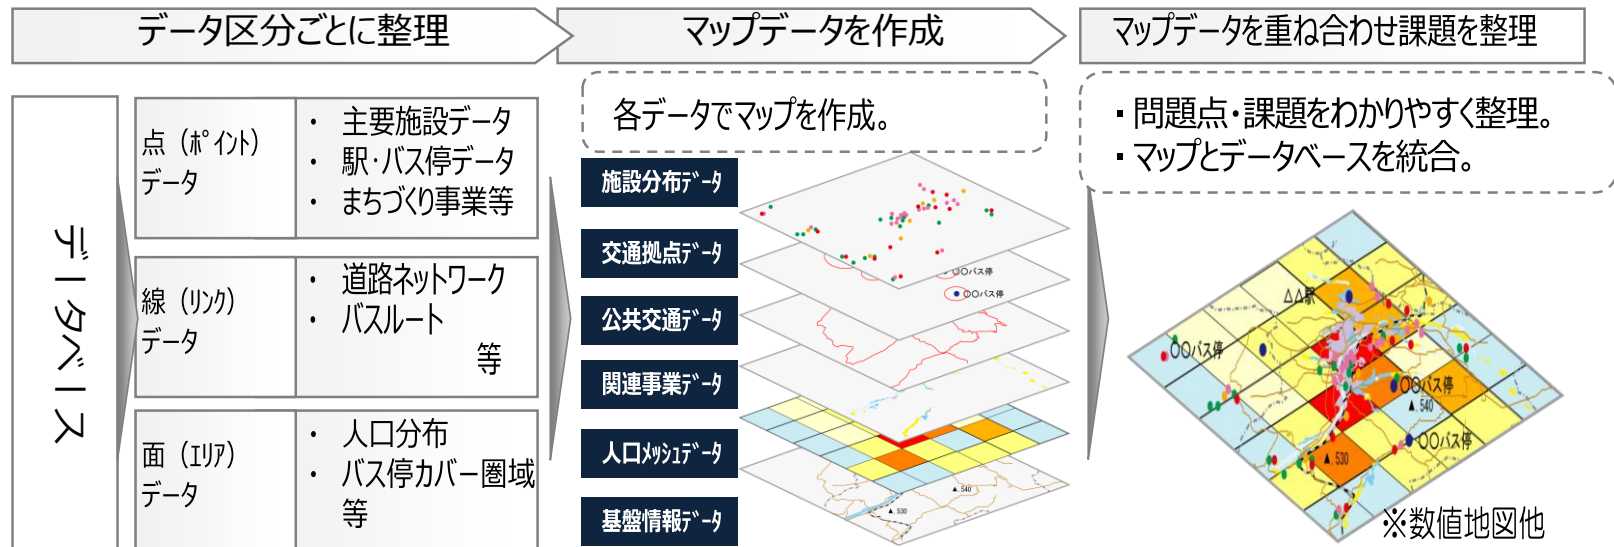 データ区分ごとに整理
マップデータを作成
マップデータを重ね合わせ課題を整理
データベース
点（ﾎﾟｲﾝﾄ）
データ
・ 主要施設データ
・ 駅・バス停データ
・ まちづくり事業等
線（ﾘﾝｸ）
データ
・ 道路ネットワーク
・ バスルート
等
面（ｴﾘｱ）
データ
・ 人口分布
・ バス停カバー圏域
等
各データでマップを作成。
施設分布ﾃﾞｰﾀ
交通拠点ﾃﾞｰﾀ
公共交通ﾃﾞｰﾀ
関連事業ﾃﾞｰﾀ
人口ﾒｯｼｭﾃﾞｰﾀ
基盤情報ﾃﾞｰﾀ
〇〇バス停
〇〇バス停
▲.540
▲.530
・問題点・課題をわかりやすく整理。
・マップとデータベースを統合。
△△駅
〇〇バス停
〇〇バス停
▲.540
〇〇バス停
▲.530
※数値地図他